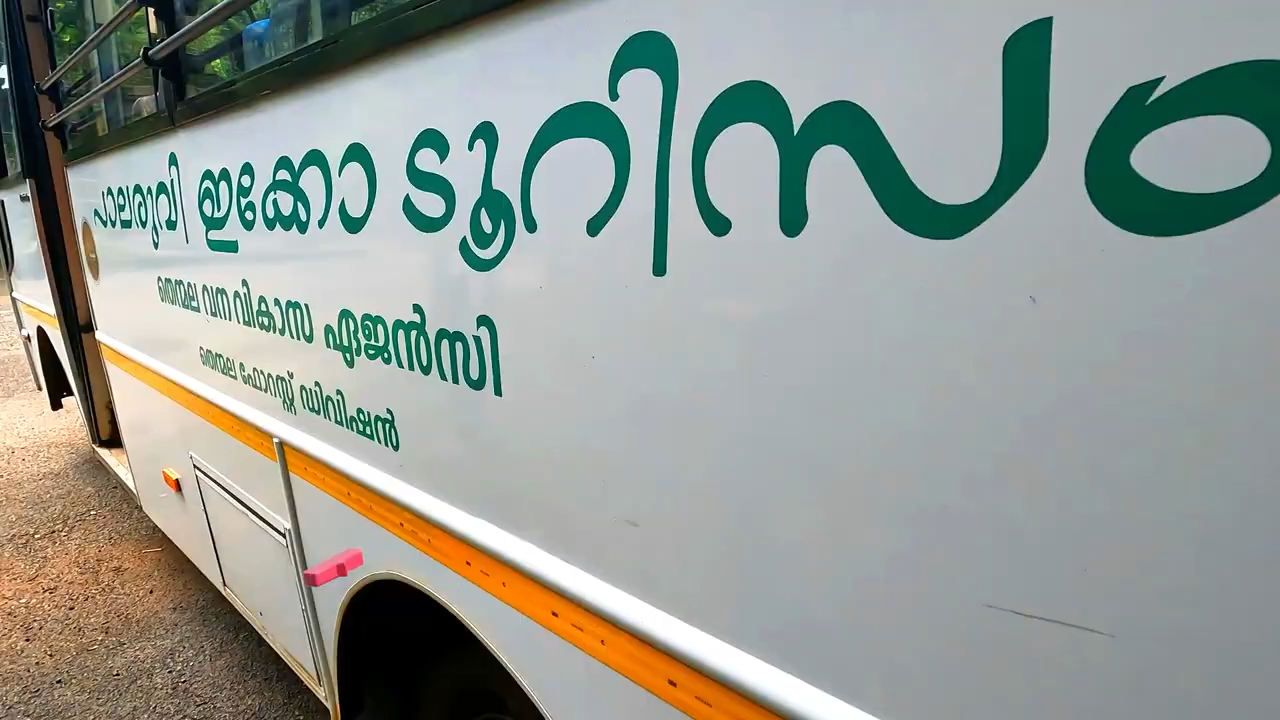 പാലരുവി ഇക്കോ ടൂറിസം
തെന്മല വന വികാസ ഏജൻസി
തെന്മല ഫോറസ്റ്റ് ഡിവിഷൻ